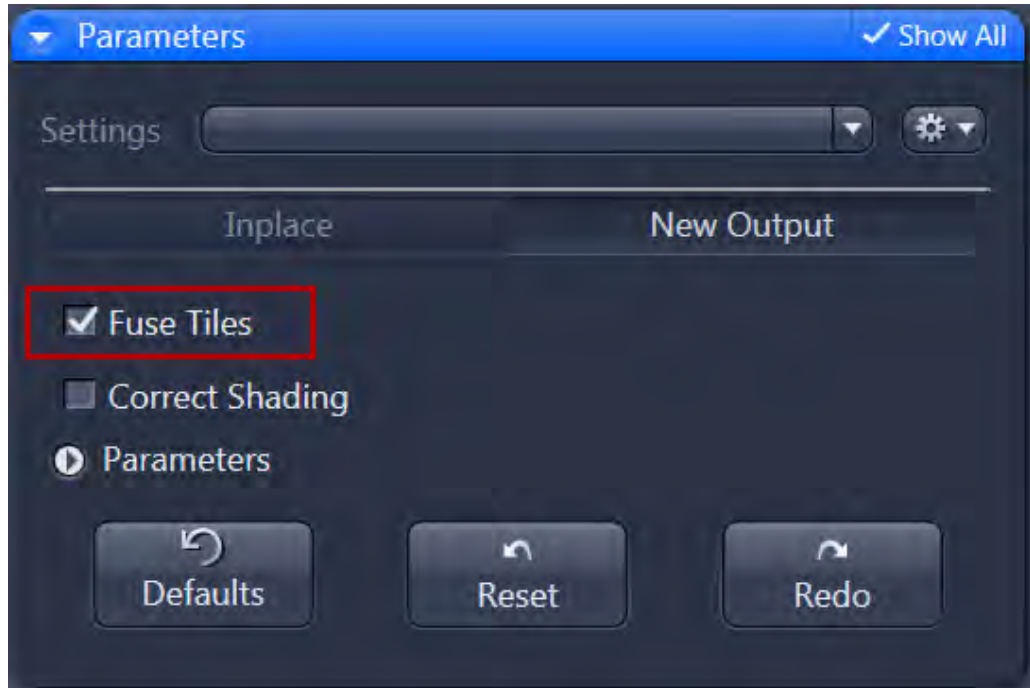 Parameters Show All
Settings
Inplace New Output
Fuse Tiles
Correct Shading
Parameters
Defaults Reset Redo